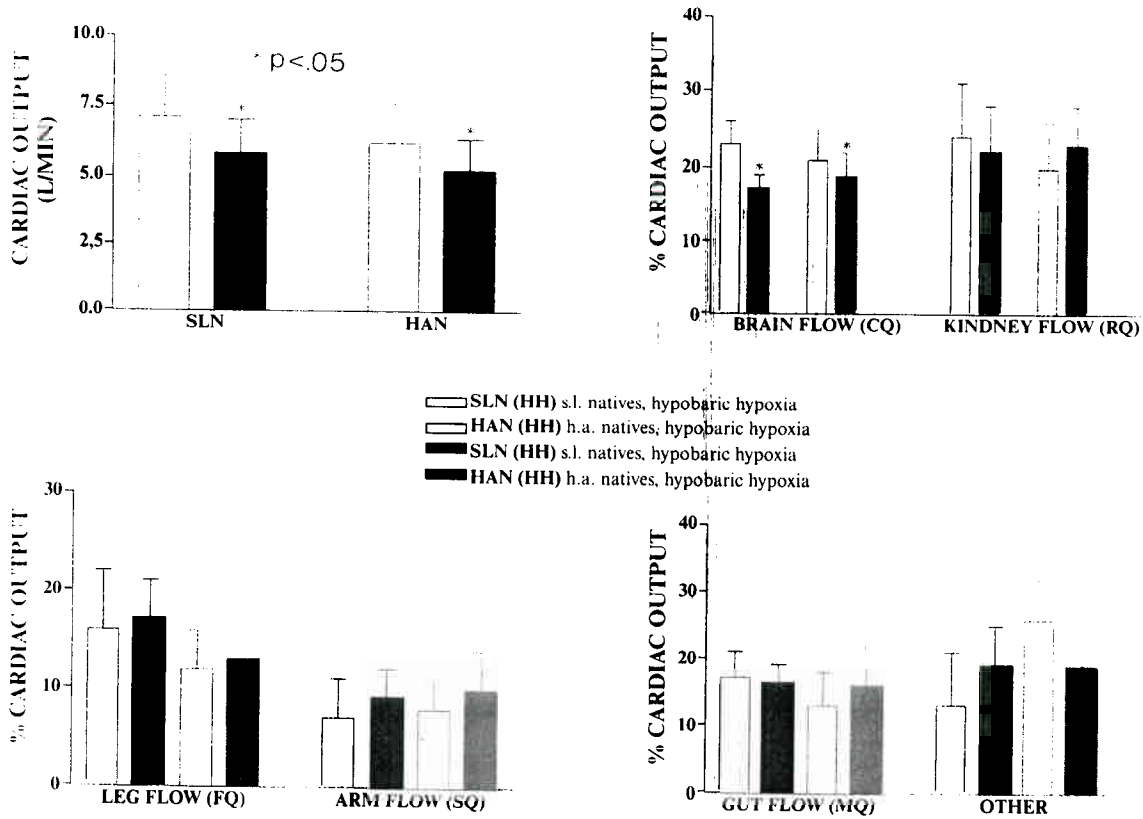 CARDIAC OUTPUT
(L/MIN)
10.0
7.5
5.0
2.5
0.0
* p<.05
*
*
SLN
HAN
% CARDIAC OUTPUT
40
30
20
10
0
*
*
BRAIN FLOW (CQ)
KINDNEY FLOW (RQ)
SLN (HH) s.l. natives, hypobaric hypoxia
HAN (HH) h.a. natives, hypobaric hypoxia
SLN (HH) s.l. natives, hypobaric hypoxia
HAN (HH) h.a. natives, hypobaric hypoxia
% CARDIAC OUTPUT
30
20
10
0
LEG FLOW (FQ)
ARM FLOW (SQ)
% CARDIAC OUTPUT
40
30
20
10
0
GUT FLOW (MQ)
OTHER